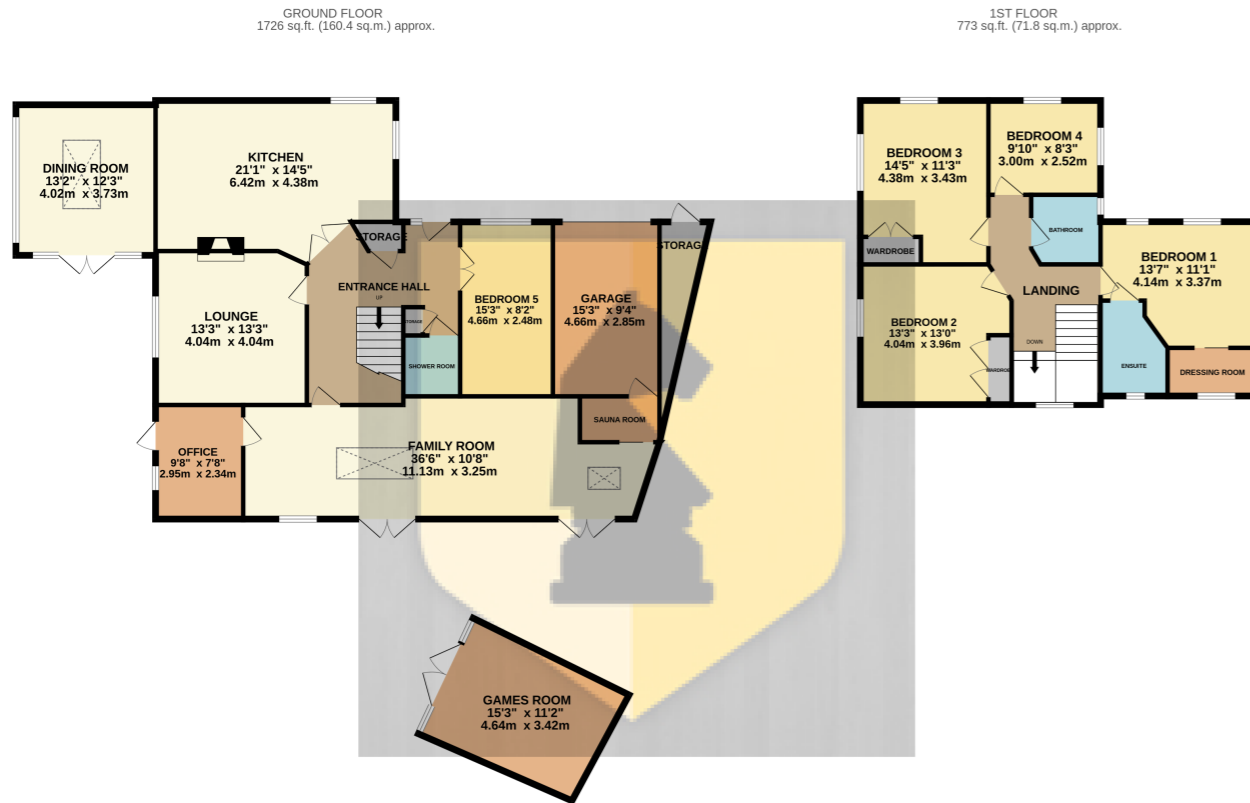 GROUND FLOOR
1726 sq.ft. (160.4 sq.m.) approx.
1ST FLOOR
773 sq.ft. (71.8 sq.m.) approx.
DINING ROOM
13'2" x 12'3"
4.02m x 3.73m
KITCHEN
21'1" x 14'5"
6.42m x 4.38m
STORAGE
STORAGE
ENTRANCE HALL
UP
LOUNGE
13'3" x 13'3"
4.04m x 4.04m
BEDROOM 5
15'3" x 8'2"
4.66m x 2.48m
GARAGE
15'3" x 9'4"
4.66m x 2.85m
STORAGE
SHOWER ROOM
SAUNA ROOM
OFFICE
9'8" x 7'8"
2.95m x 2.34m
FAMILY ROOM
36'6" x 10'8"
11.13m x 3.25m
GAMES ROOM
15'3" x 11'2"
4.64m x 3.42m
BEDROOM 3
14'5" x 11'3"
4.38m x 3.43m
BEDROOM 4
9'10" x 8'3"
3.00m x 2.52m
WARDROBE
BATHROOM
BEDROOM 1
13'7" x 11'1"
4.14m x 3.37m
LANDING
BEDROOM 2
13'3" x 13'0"
4.04m x 3.96m
DOWN
WARDROBE
ENSUITE
DRESSING ROOM